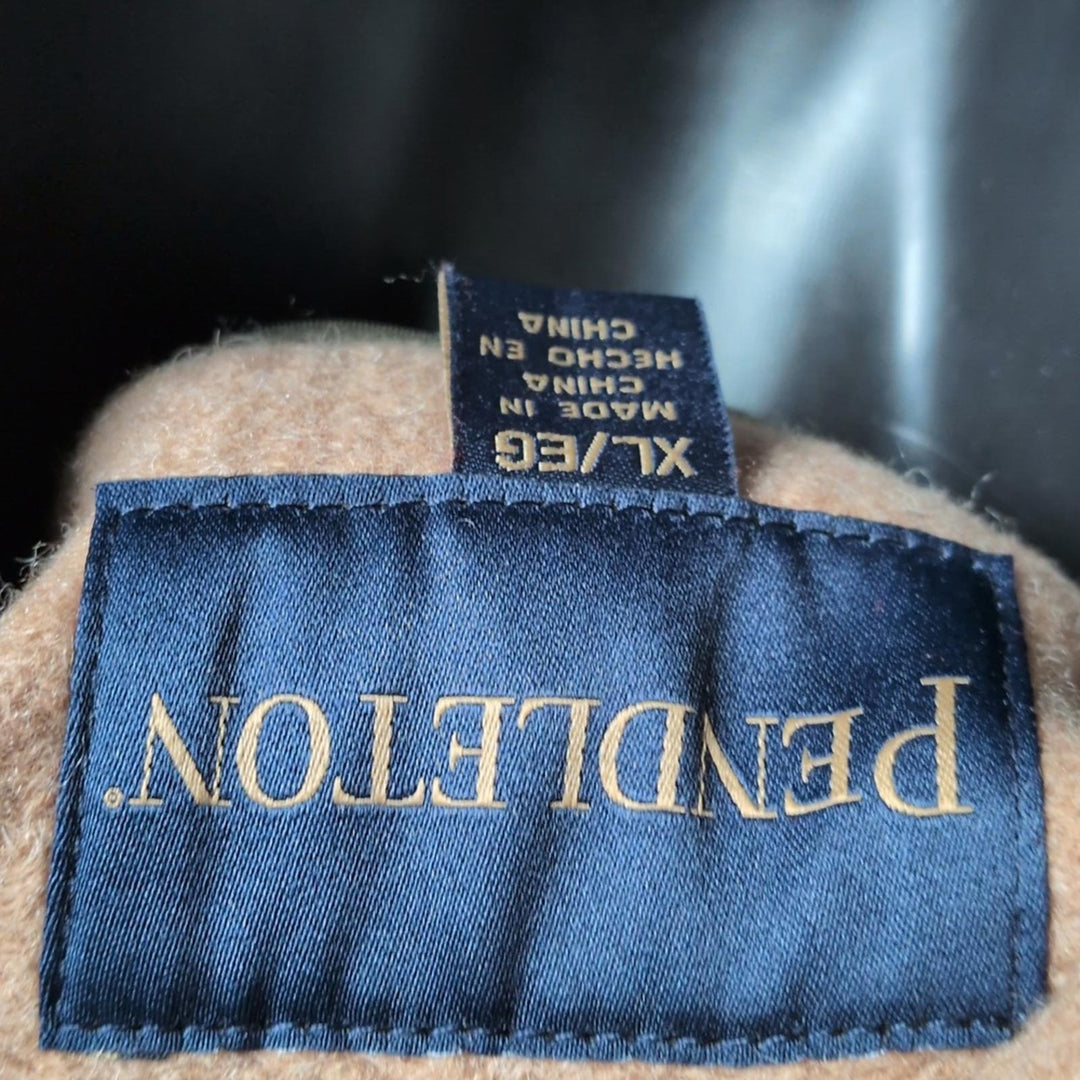 PENDLETON®
XL/EG
MADE IN
CHINA
HECHO EN
CHINA